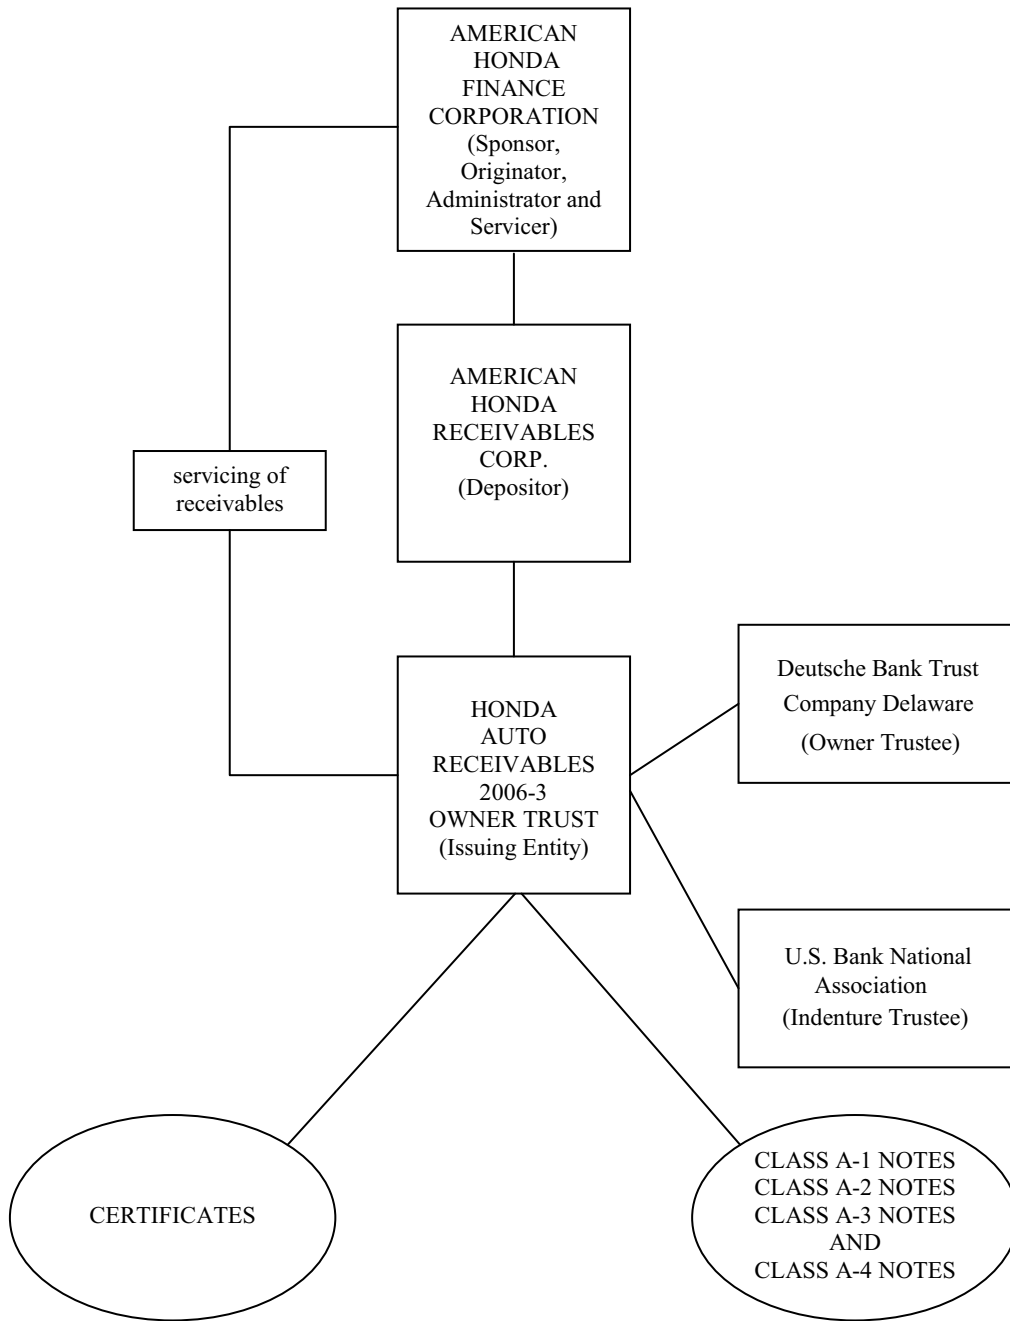 AMERICAN
HONDA
FINANCE
CORPORATION
(Sponsor,
Originator,
Administrator and
Servicer)
AMERICAN
HONDA
RECEIVABLES
CORP.
(Depositor)
servicing of
receivables
HONDA
AUTO
RECEIVABLES
2006-3
OWNER TRUST
(Issuing Entity)
Deutsche Bank Trust
Company Delaware
(Owner Trustee)
U.S. Bank National
Association
(Indenture Trustee)
CERTIFICATES
CLASS A-1 NOTES
CLASS A-2 NOTES
CLASS A-3 NOTES
AND
CLASS A-4 NOTES